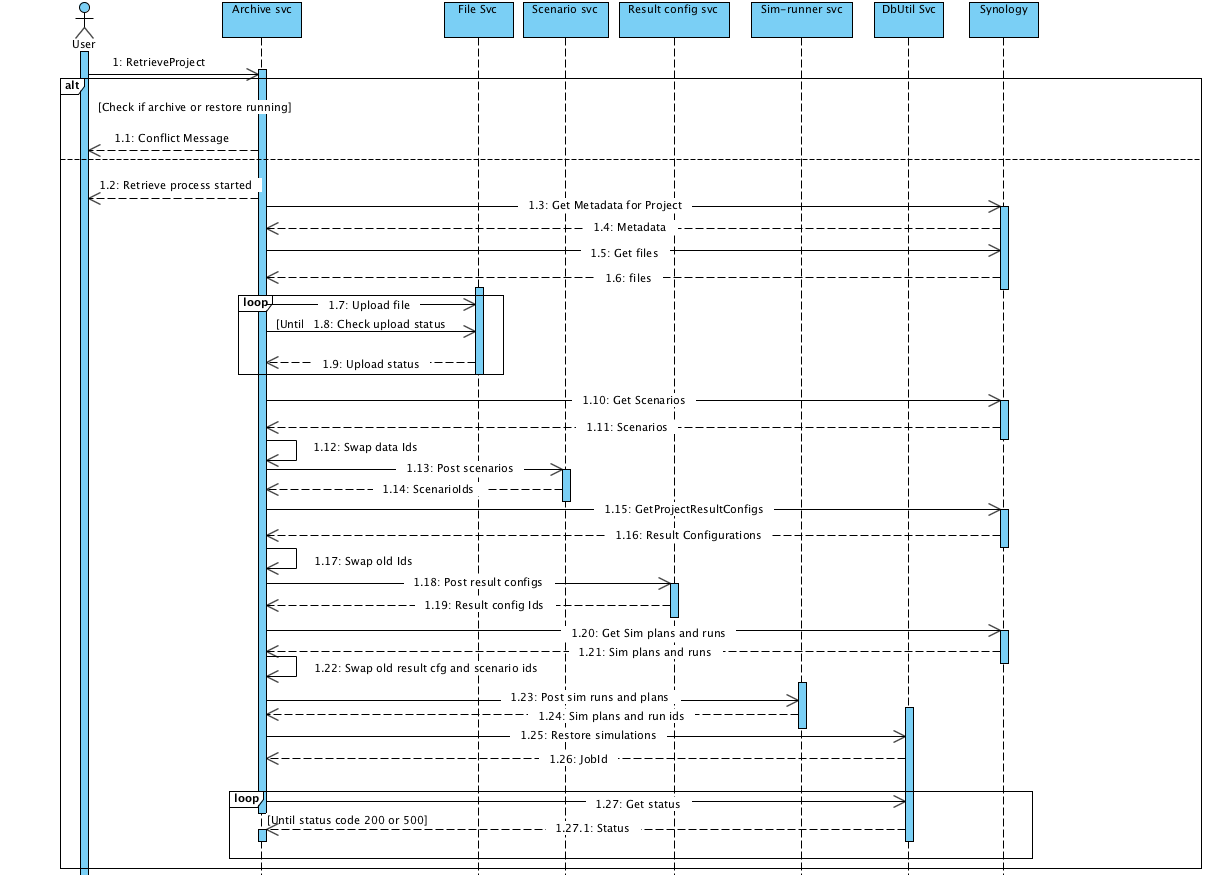 Archive svc
File Svc
Scenario svc
Result config svc
Sim-runner svc
DbUtil Svc
Synology
User
1: RetrieveProject
alt
[Check if archive or restore running]
1.1: Conflict Message
1.2: Retrieve process started
1.3: Get Metadata for Project
1.4: Metadata
1.5: Get files
1.6: files
loop
1.7: Upload file
[Until
1.8: Check upload status
1.9: Upload status
1.10: Get Scenarios
1.11: Scenarios
1.12: Swap data Ids
1.13: Post scenarios
1.14: ScenarioIds
1.15: GetProjectResultConfigs
1.16: Result Configurations
1.17: Swap old Ids
1.18: Post result configs
1.19: Result config Ids
1.20: Get Sim plans and runs
1.21: Sim plans and runs
1.22: Swap old result cfg and scenario ids
1.23: Post sim runs and plans
1.24: Sim plans and run ids
1.25: Restore simulations
1.26: JobId
loop
1.27: Get status
[Until status code 200 or 500]
1.27.1: Status